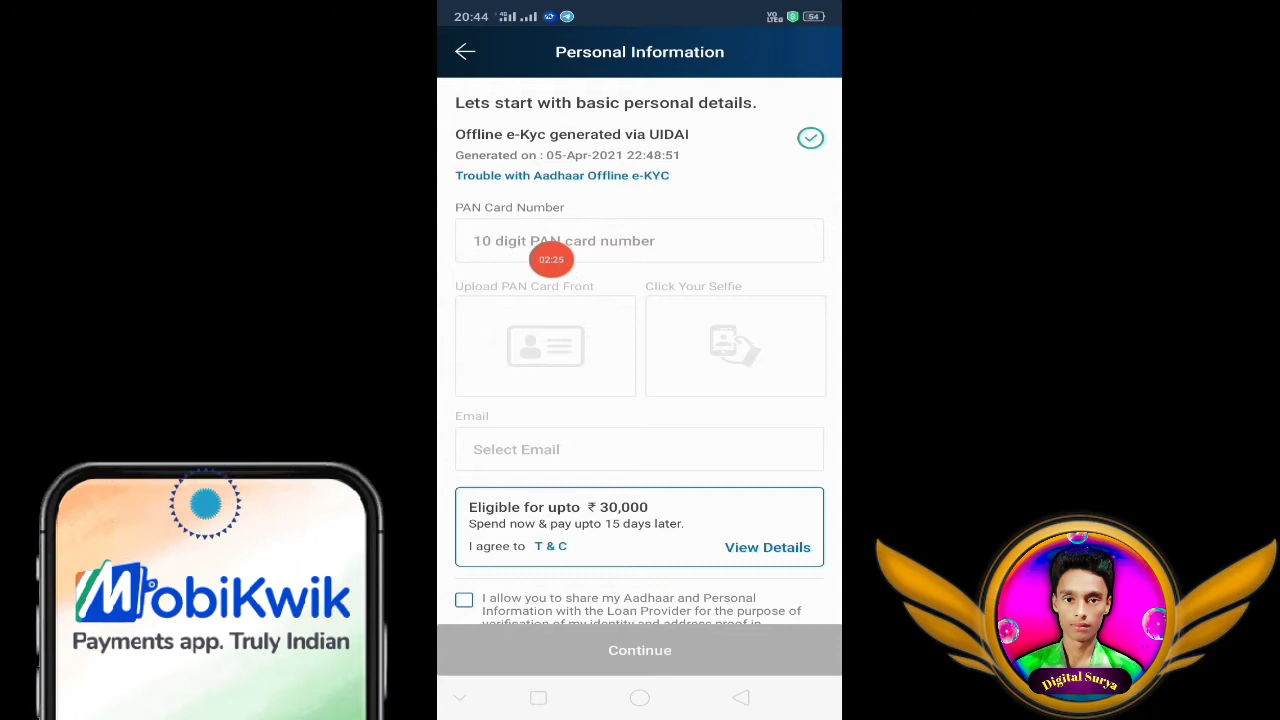 20:44
4G
VO
LTE
54
Personal Information
Lets start with basic personal details.
Offline e-Kyc generated via UIDAI
Generated on : 05-Apr-2021 22:48:51
Trouble with Aadhaar Offline e-KYC
PAN Card Number
10 digit PAN card number
02:25
Upload PAN Card Front
Click Your Selfie
Email
Select Email
Eligible for upto ₹ 30,000
Spend now & pay upto 15 days later.
I agree to T & C
View Details
I allow you to share my Aadhaar and Personal
Information with the Loan Provider for the purpose of
verification of my identity and address proof in
Continue
MobiKwik
Payments app. Truly Indian
Digital Surya